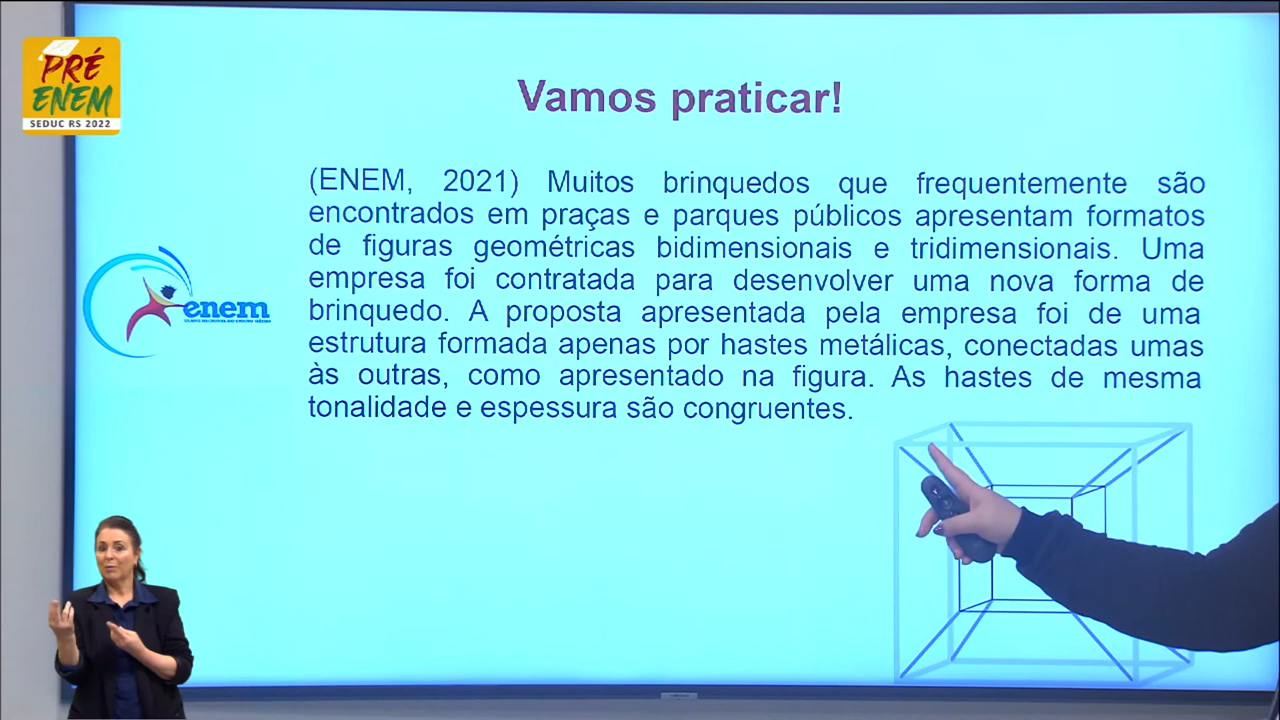 PRÉ
ENEM
SEDUC RS 2022
Vamos praticar!
(ENEM, 2021) Muitos brinquedos que frequentemente são
encontrados em praças e parques públicos apresentam formatos
de figuras geométricas bidimensionais e tridimensionais. Uma
empresa foi contratada para desenvolver uma nova forma de
brinquedo. A proposta apresentada pela empresa foi de uma
estrutura formada apenas por hastes metálicas, conectadas umas
às outras, como apresentado na figura. As hastes de mesma
tonalidade e espessura são congruentes.
enem